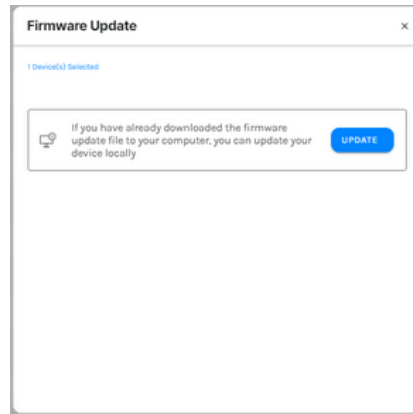 Firmware Update
×
1 Device(s) Selected
If you have already downloaded the firmware
update file to your computer, you can update your
device locally
UPDATE